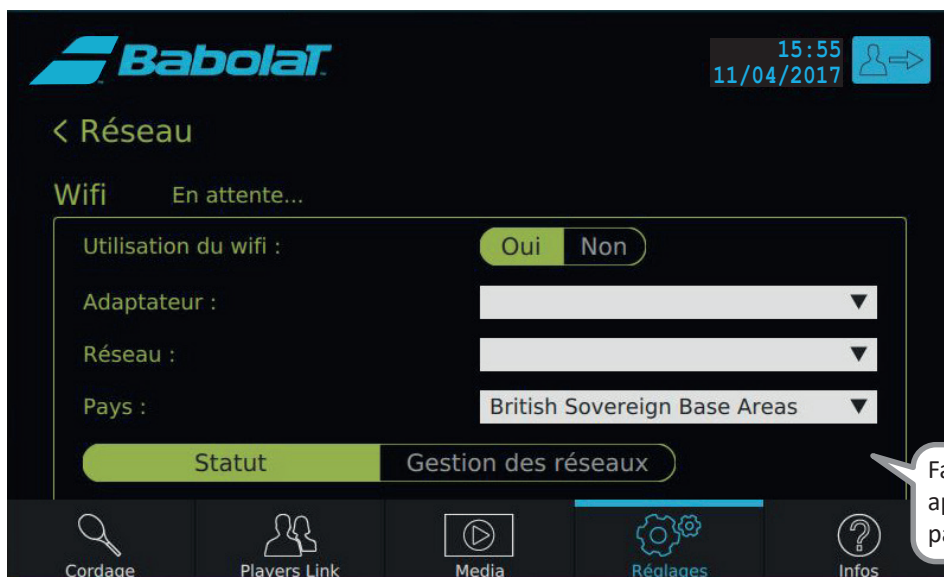 BabolaT
15:55
11/04/2017
< Réseau
Wifi En attente...
Utilisation du wifi : Oui Non
Adaptateur :
Réseau :
Pays : British Sovereign Base Areas
Statut Gestion des réseaux
Cordage Players Link Media Réglages Infos